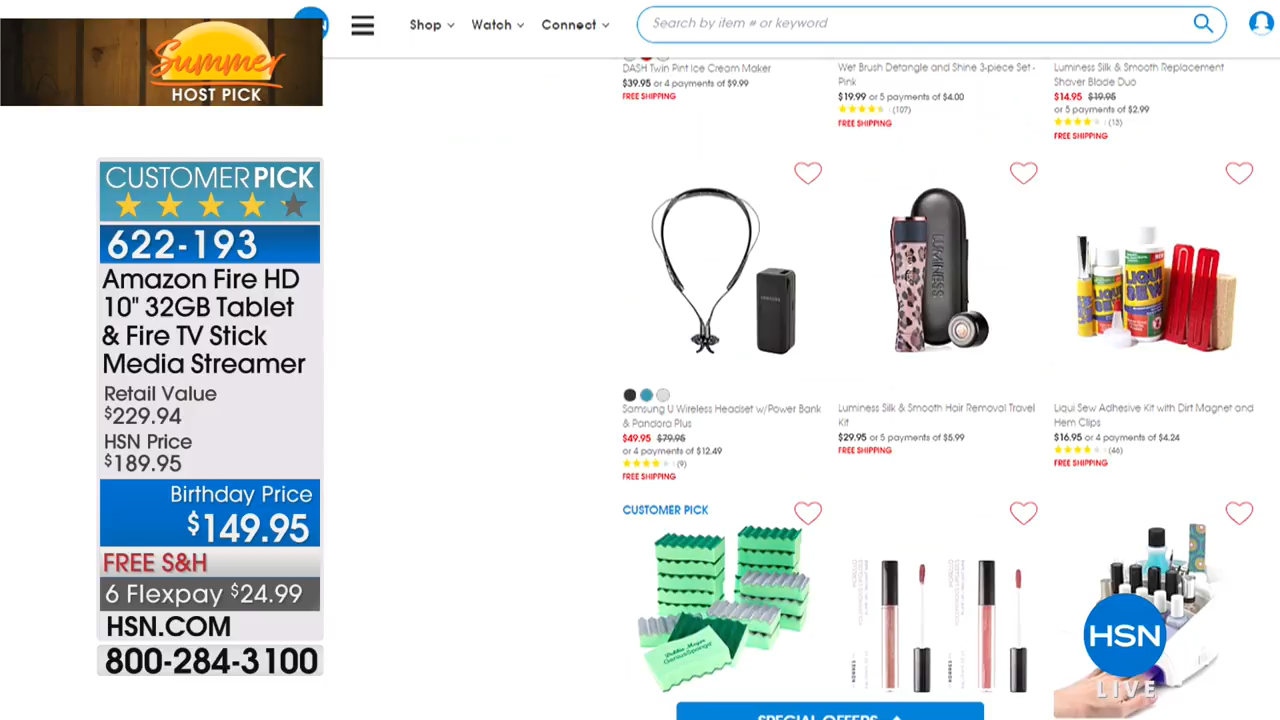 Summer
HOST PICK
Shop
Watch
Connect
Search by item # or keyword
CUSTOMER PICK
622-193
Amazon Fire HD
10" 32GB Tablet
& Fire TV Stick
Media Streamer
Retail Value
$229.94
HSN Price
$189.95
Birthday Price
$149.95
FREE S&H
6 Flexpay $24.99
HSN.COM
800-284-3100
DASH Twin Pint Ice Cream Maker
$39.95 or 4 payments of $9.99
FREE SHIPPING
Wet Brush Detangle and Shine 3-piece Set -
Pink
$19.99 or 5 payments of $4.00
(107)
FREE SHIPPING
Luminess Silk & Smooth Replacement
Shaver Blade Duo
$14.95 $19.95
or 5 payments of $2.99
(13)
FREE SHIPPING
SAMSUNG
LUMINESS
LIQUI
SEW
Samsung U Wireless Headset w/Power Bank
& Pandora Plus
$49.95 $79.95
or 4 payments of $12.49
(9)
FREE SHIPPING
Luminess Silk & Smooth Hair Removal Travel
Kit
$29.95 or 5 payments of $5.99
FREE SHIPPING
Liqui Sew Adhesive Kit with Dirt Magnet and
Hem Clips
$16.95 or 4 payments of $4.24
(46)
FREE SHIPPING
CUSTOMER PICK
HSN
LIVE
SPECIAL OFFERS